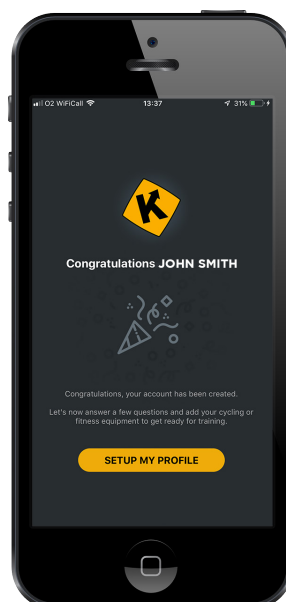 O2 WiFiCall 13:37 31%
K
Congratulations JOHN SMITH
Congratulations, your account has been created.
Let's now answer a few questions and add your cycling or
fitness equipment to get ready for training.
SETUP MY PROFILE